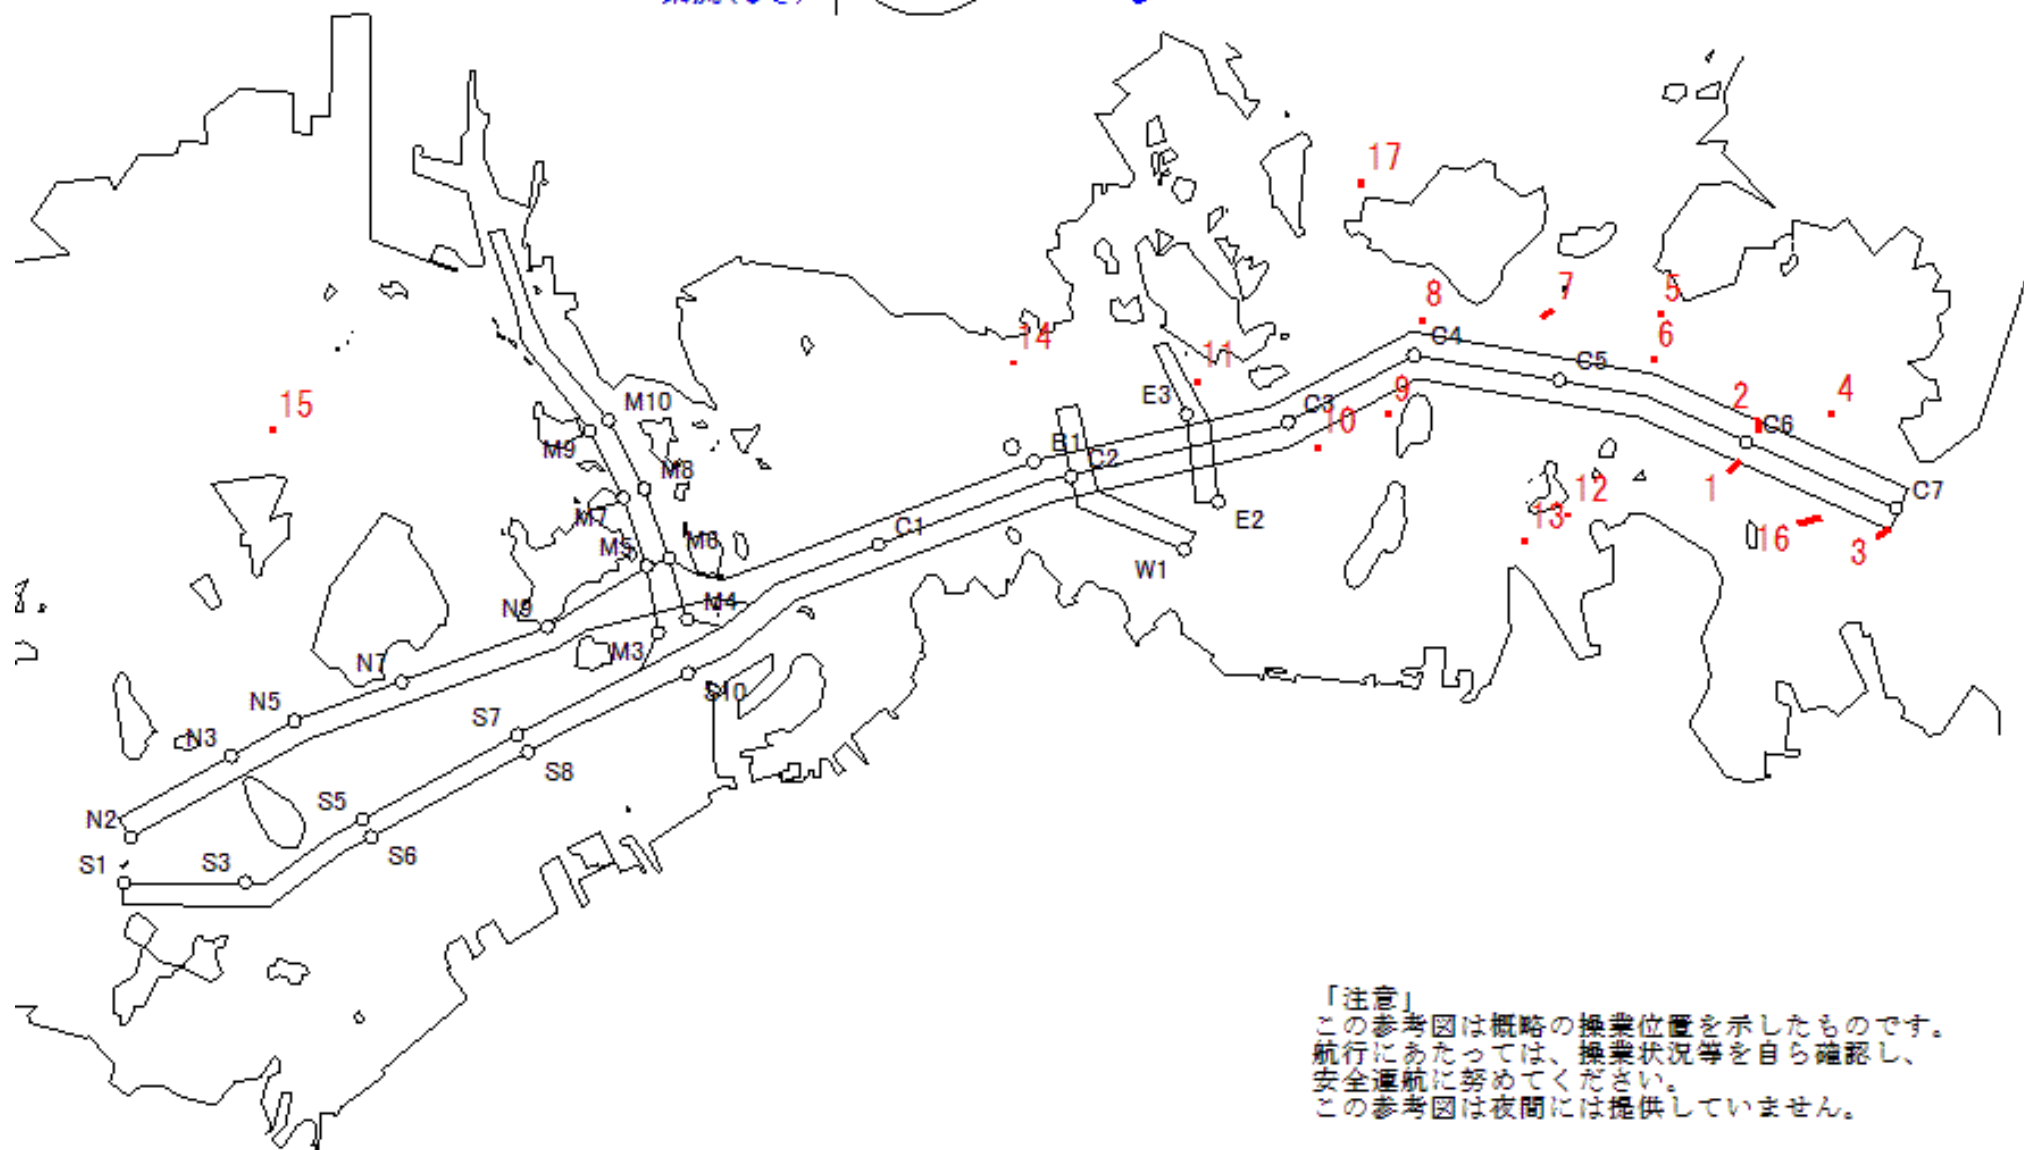 17
5
7
8
6
C4
14
C5
11
2
4
15
M10
E3
9
C3
10
C6
B1
M9
C2
M8
1
12
C7
M7
E2
13
C1
16
M5
M6
3
W1
N9
M4
M3
N7
S10
N5
S7
N3
S8
S5
N2
S6
S1
S3
「注意」
この参考図は概略の操業位置を示したものです。
航行にあたっては、操業状況等を自ら確認し、
安全運航に努めてください。
この参考図は夜間には提供していません。